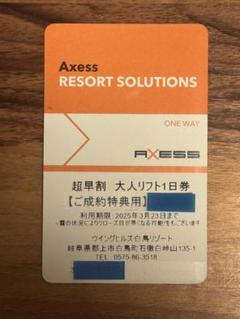 Axess
RESORT SOLUTIONS
ONE WAY
AXESS
超早割 大人リフト1日券
【ご成約特典用】
利用期限：2025年3月23日まで
ウイングヒルズ白鳥リゾート
岐阜県郡上市白鳥町石徹白峠山135-1
TEL 0575-86-3518